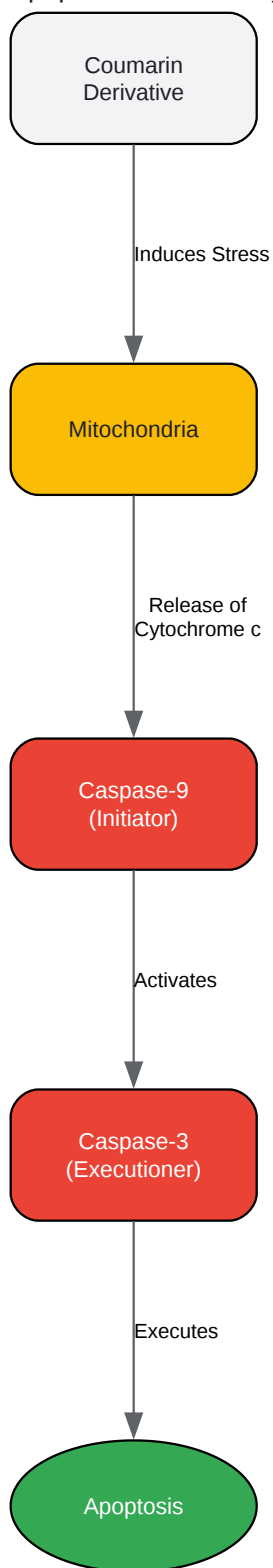 Coumarin
Derivative
Induces Stress
Mitochondria
Release of
Cytochrome c
Caspase-9
(Initiator)
Activates
Caspase-3
(Executioner)
Executes
Apoptosis